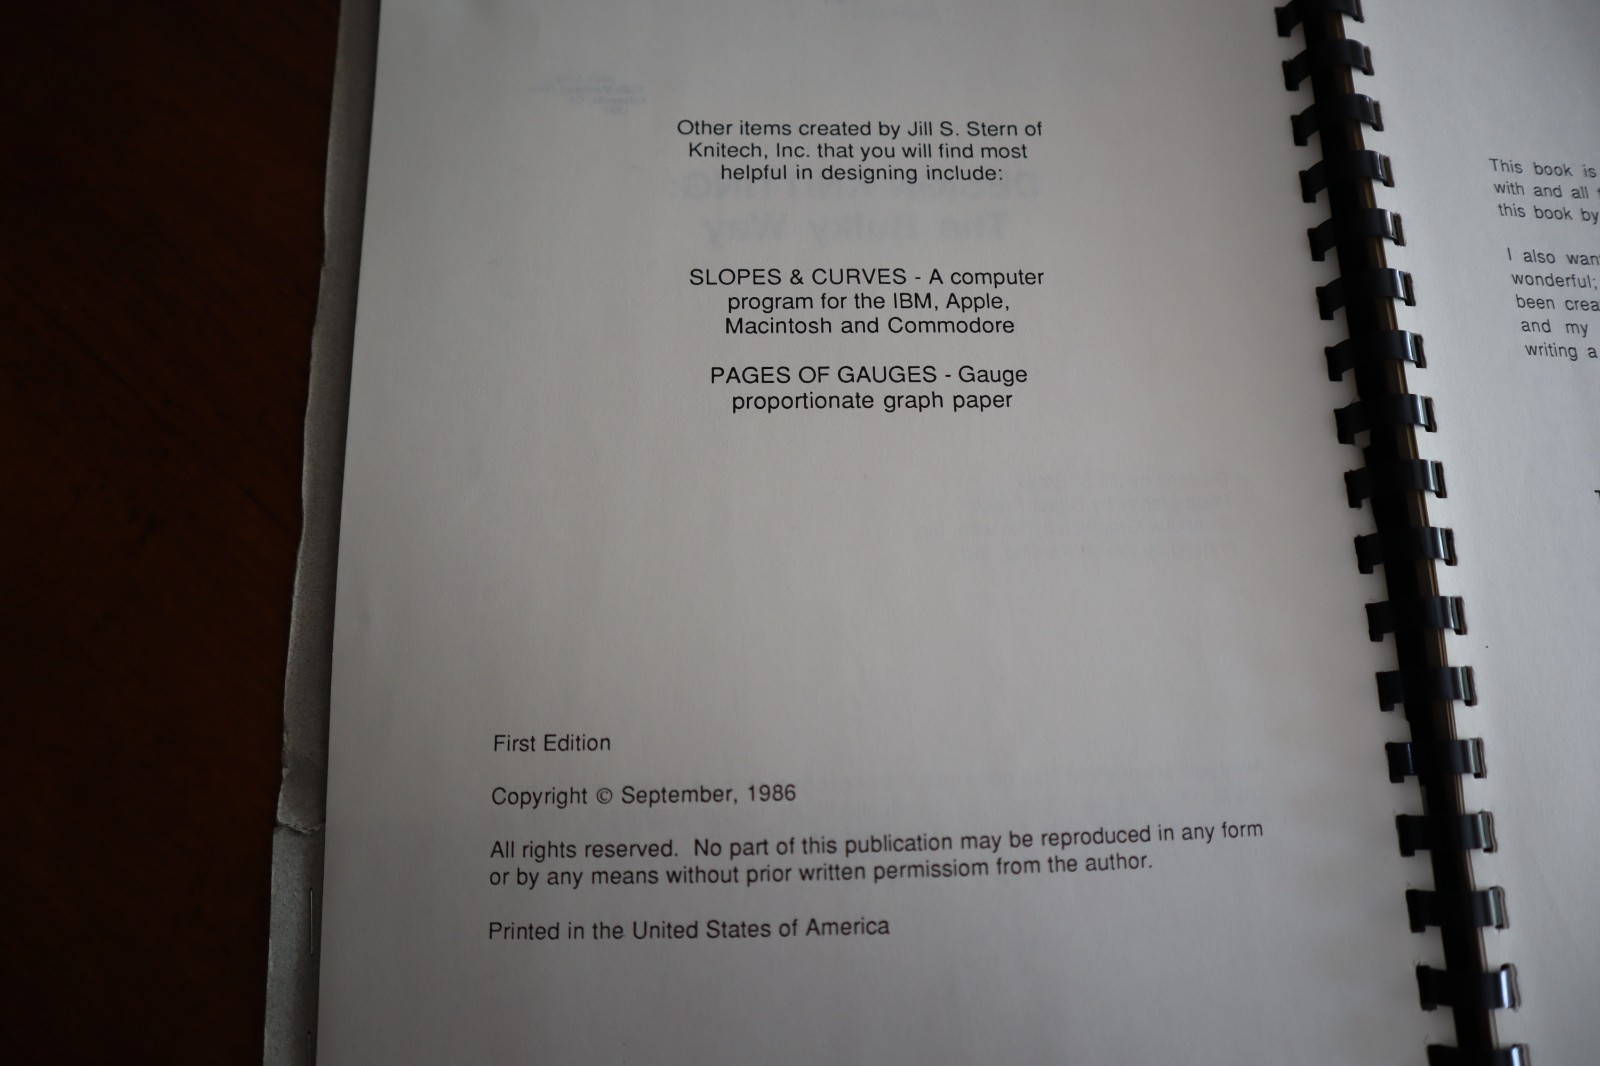 Other items created by Jill S. Stern of
Knitech, Inc. that you will find most
helpful in designing include:
SLOPES & CURVES - A computer
program for the IBM, Apple,
Macintosh and Commodore
PAGES OF GAUGES - Gauge
proportionate graph paper
First Edition
Copyright © September, 1986
All rights reserved. No part of this publication may be reproduced in any form
or by any means without prior written permissiom from the author.
Printed in the United States of America
This book is
with and all
this book by
I also
wonderful;
been
and my
writing a